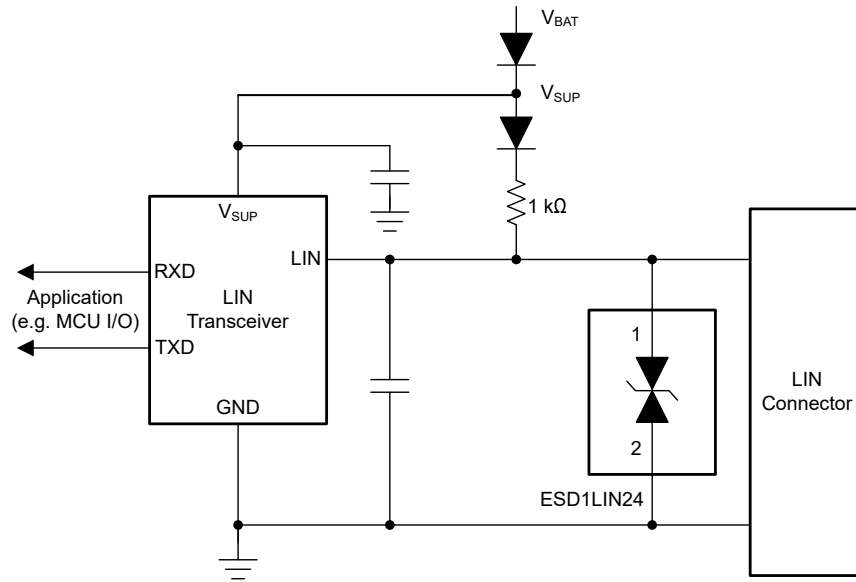 V_BAT
V_SUP
V_SUP
1 kΩ
LIN
RXD
Application
(e.g. MCU I/O)
LIN
Transceiver
TXD
GND
1
2
ESD1LIN24
LIN
Connector